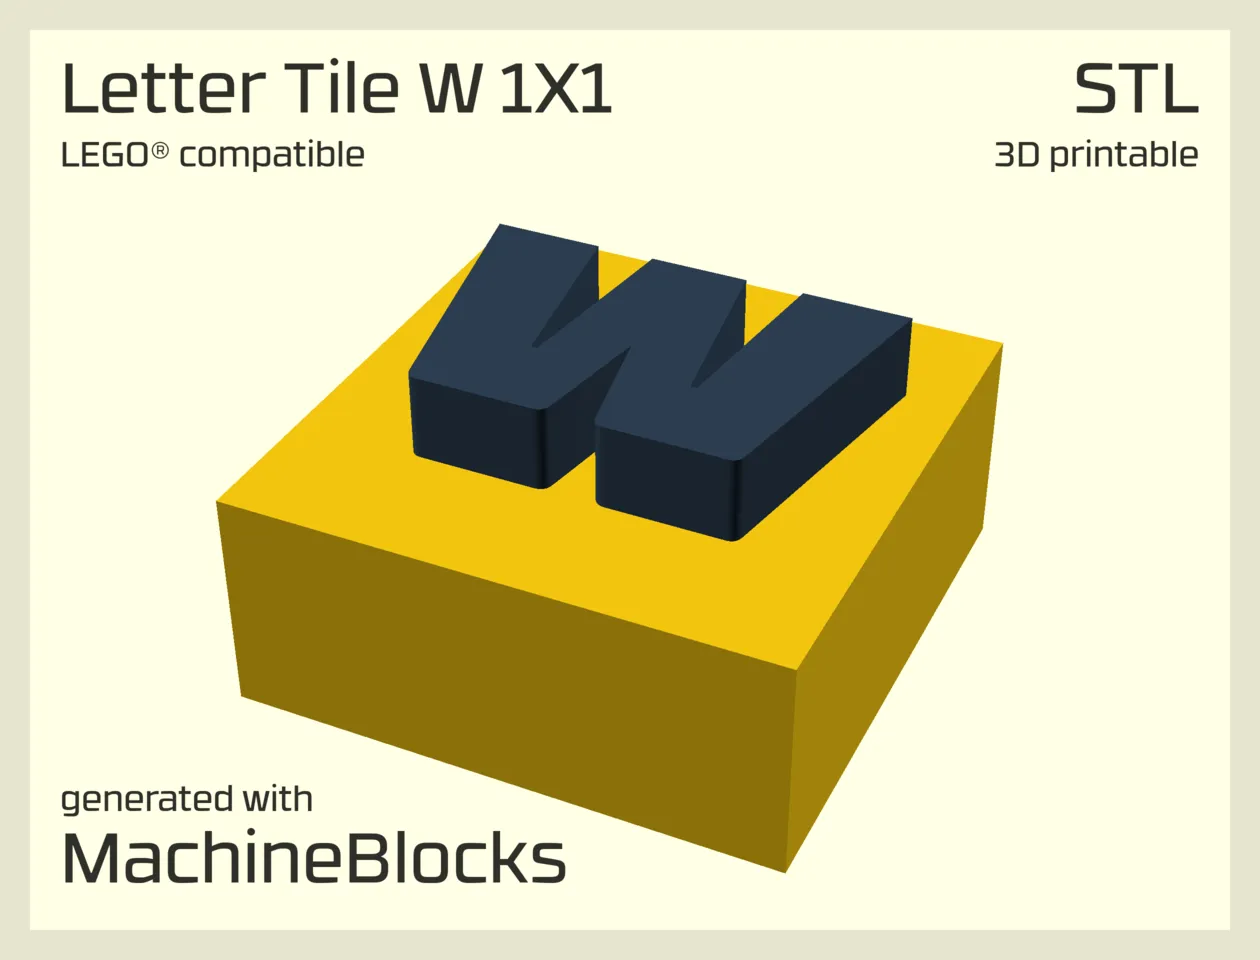 Letter Tile W 1X1
LEGO® compatible
STL
3D printable
W
generated with
MachineBlocks